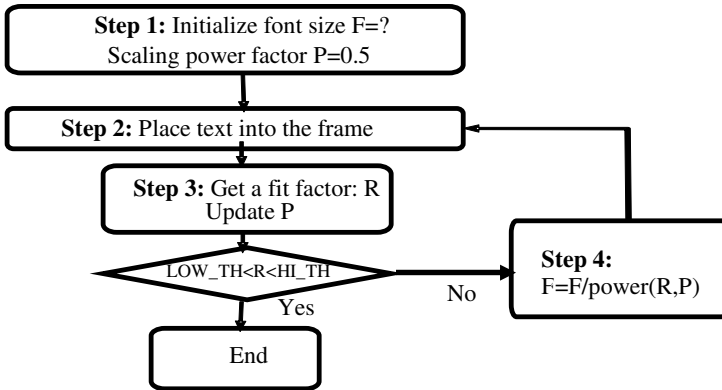 Step 1: Initialize font size F=?
Scaling power factor P=0.5
Step 2: Place text into the frame
Step 3: Get a fit factor: R
Update P
LOW_TH<R<HI_TH
No
Yes
Step 4:
F=F/power(R,P)
End